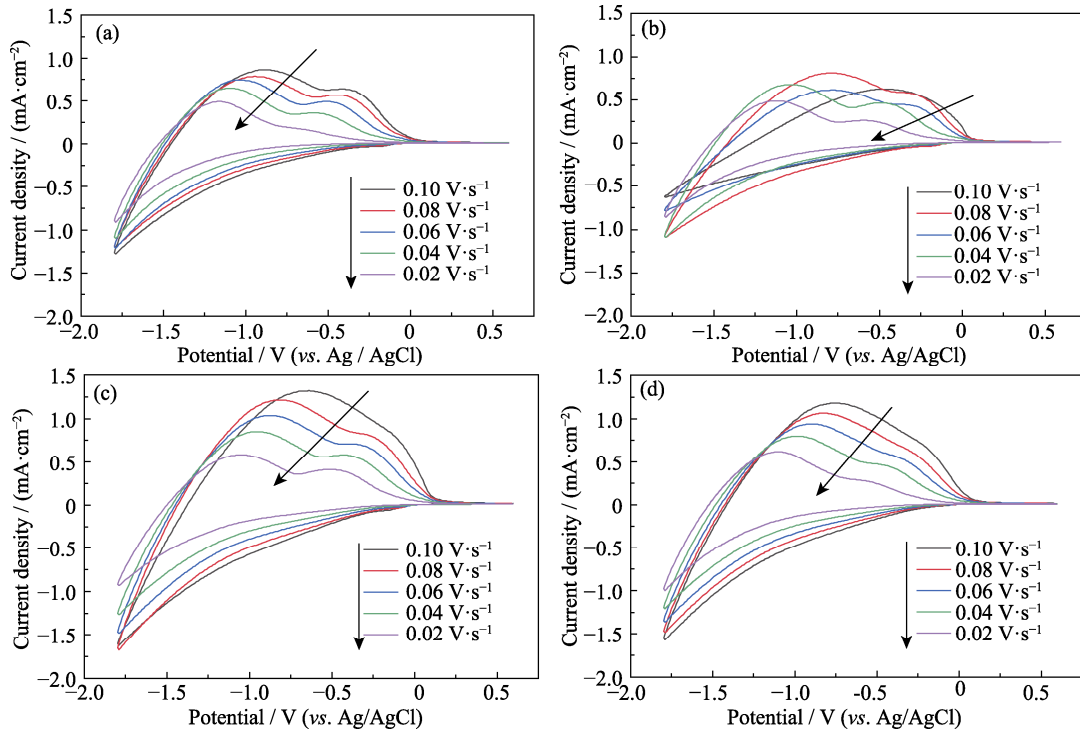 (a)
1.5
1.0
0.5
0
−0.5
−1.0
−1.5
−2.0
Current density / (mA·cm⁻²)
0.10 V·s⁻¹
0.08 V·s⁻¹
0.06 V·s⁻¹
0.04 V·s⁻¹
0.02 V·s⁻¹
−2.0 −1.5 −1.0 −0.5 0 0.5
Potential / V (vs. Ag / AgCl)
(b)
1.5
1.0
0.5
0
−0.5
−1.0
−1.5
−2.0
Current density / (mA·cm⁻²)
0.10 V·s⁻¹
0.08 V·s⁻¹
0.06 V·s⁻¹
0.04 V·s⁻¹
0.02 V·s⁻¹
−2.0 −1.5 −1.0 −0.5 0 0.5
Potential / V (vs. Ag/AgCl)
(c)
1.5
1.0
0.5
0
−0.5
−1.0
−1.5
−2.0
Current density / (mA·cm⁻²)
0.10 V·s⁻¹
0.08 V·s⁻¹
0.06 V·s⁻¹
0.04 V·s⁻¹
0.02 V·s⁻¹
−2.0 −1.5 −1.0 −0.5 0 0.5
Potential / V (vs. Ag/AgCl)
(d)
1.5
1.0
0.5
0
−0.5
−1.0
−1.5
−2.0
Current density / (mA·cm⁻²)
0.10 V·s⁻¹
0.08 V·s⁻¹
0.06 V·s⁻¹
0.04 V·s⁻¹
0.02 V·s⁻¹
−2.0 −1.5 −1.0 -0.5 0 0.5
Potential / V (vs. Ag/AgCl)